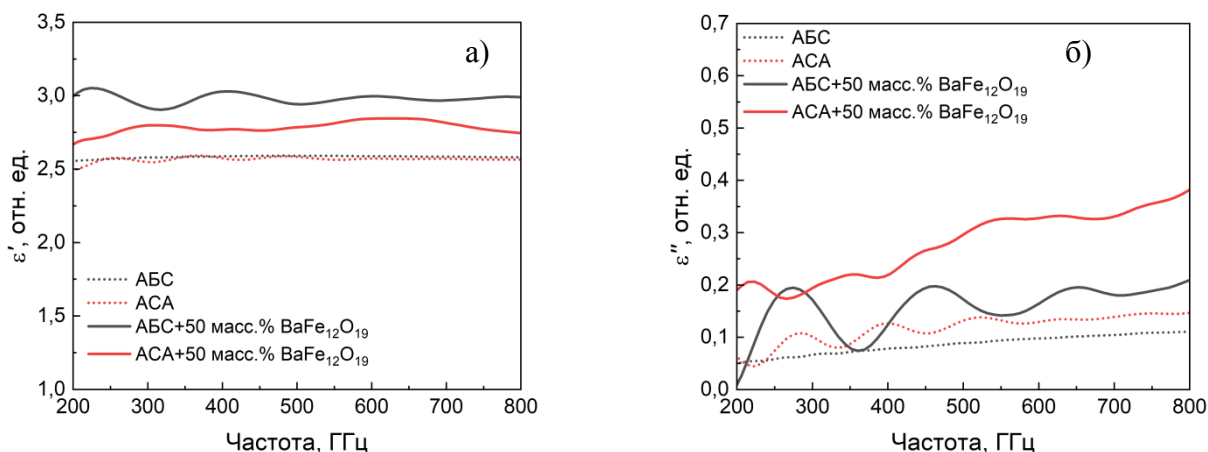 а)
3,5
3,0
2,5
2,0
1,5
1,0
ε′, отн. ед.
АБС
АСА
АБС+50 масс.% BaFe₁₂O₁₉
АСА+50 масс.% BaFe₁₂O₁₉
200 300 400 500 600 700 800
Частота, ГГц
б)
0,7
0,6
0,5
0,4
0,3
0,2
0,1
0,0
ε″, отн. ед.
АБС
АСА
АБС+50 масс.% BaFe₁₂O₁₉
АСА+50 масс.% BaFe₁₂O₁₉
200 300 400 500 600 700 800
Частота, ГГц